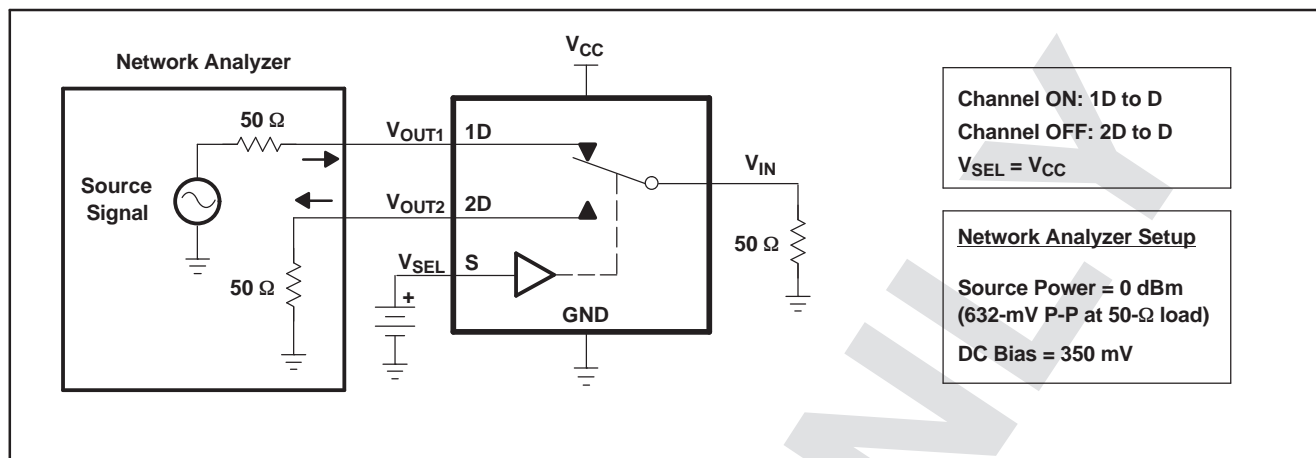 Network Analyzer
50 Ω
Source
Signal
50 Ω
V_OUT1
V_OUT2
V_SEL
+
V_CC
1D
2D
S
GND
V_IN
50 Ω
Channel ON: 1D to D
Channel OFF: 2D to D
V_SEL = V_CC
Network Analyzer Setup
Source Power = 0 dBm
(632-mV P-P at 50-Ω load)
DC Bias = 350 mV
NLY